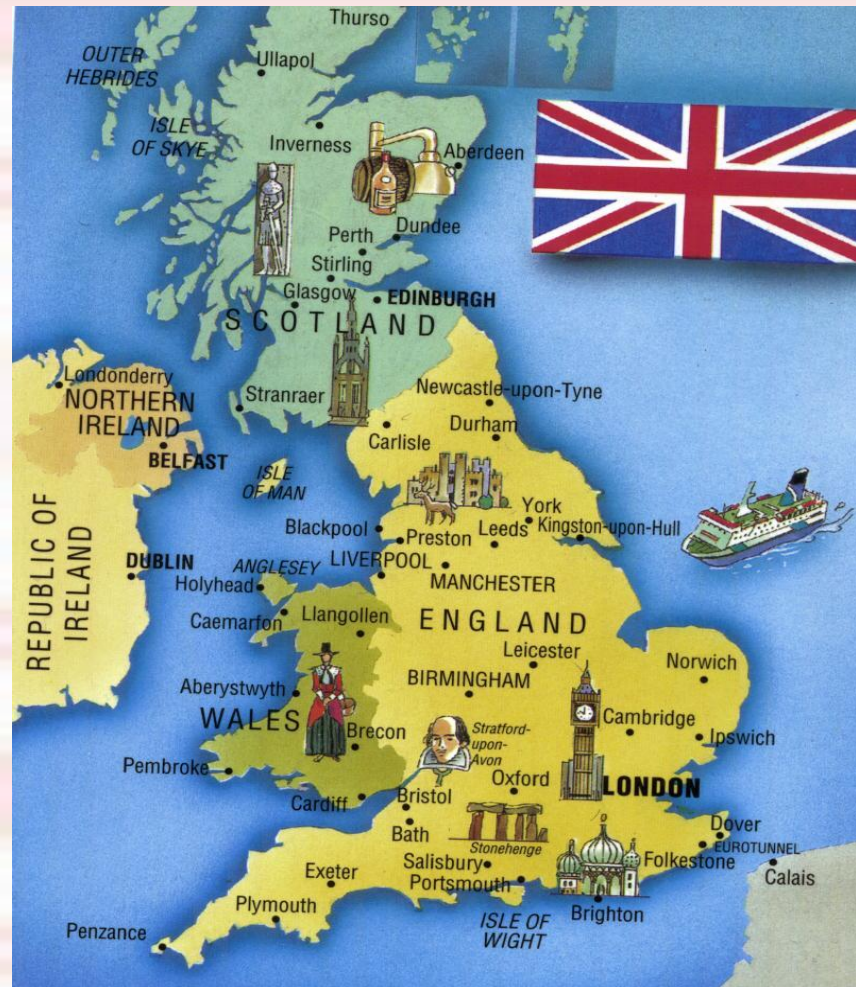 Thurso
OUTER
HEBRIDES
Ullapol
ISLE
OF SKYE
Inverness
Aberdeen
Perth
Dundee
Stirling
Glasgow
EDINBURGH
SCOTLAND
Londonderry
NORTHERN
IRELAND
BELFAST
Stranraer
Newcastle-upon-Tyne
Carlisle
Durham
ISLE
OF MAN
REPUBLIC OF
IRELAND
DUBLIN
Blackpool
Preston
Leeds
York
Kingston-upon-Hull
ANGLESEY
LIVERPOOL
MANCHESTER
Holyhead
Caemarfon
Llangollen
ENGLAND
Leicester
Norwich
BIRMINGHAM
Aberystwyth
WALES
Brecon
Stratford-
upon-
Avon
Cambridge
Ipswich
Pembroke
Cardiff
Bristol
Oxford
LONDON
Bath
Stonehenge
Dover
EUROTUNNEL
Folkestone
Calais
Salisbury
Portsmouth
Exeter
Plymouth
Penzance
ISLE OF
WIGHT
Brighton